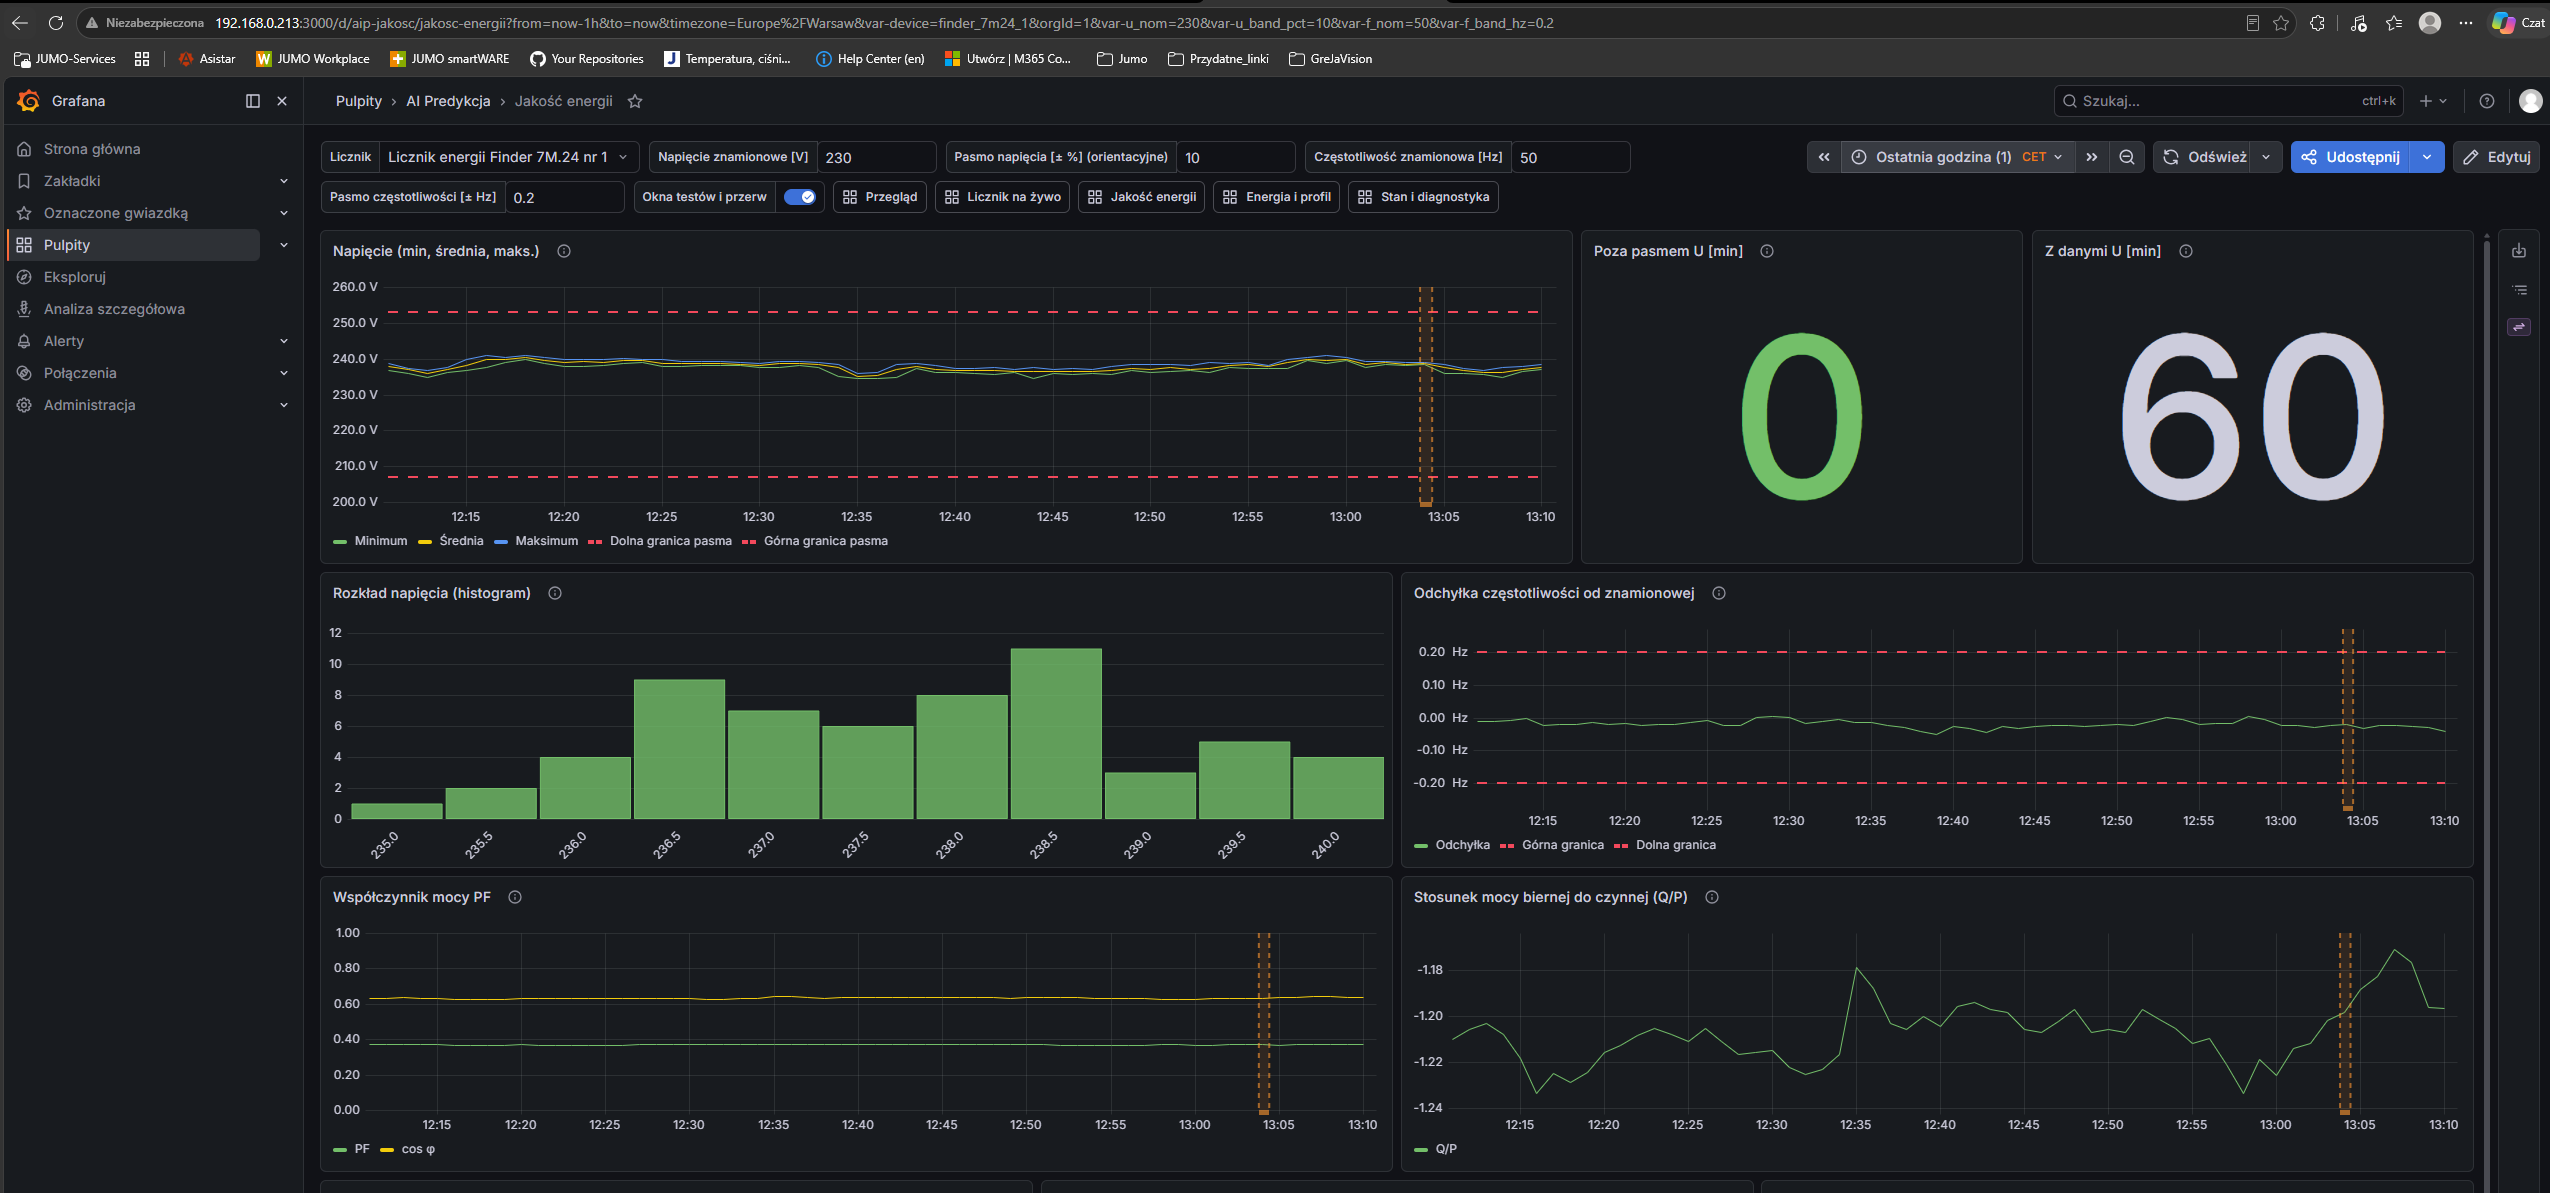 Niezabezpieczona 192.168.0.213:3000/d/aip-jakosc/jakosc-energii?from=now-1h&to=now&timezone=Europe%2FWarsaw&var-device=finder_7m24_1&orgId=1&var-u_nom=230&var-u_band_pct=10&var-f_nom=50&var-f_band_hz=0.2 Czat
JUMO-Services Asistar JUMO Workplace JUMO smartWARE Your Repositories Temperatura, ciśni... Help Center (en) Utwórz | M365 Co... Jumo Przydatne_linki GreJaVision
Grafana
Pulpity › AI Predykcja › Jakość energii
Szukaj... ctrl+k
Strona główna
Zakładki
Oznaczone gwiazdką
Pulpity
Eksploruj
Analiza szczegółowa
Alerty
Połączenia
Administracja
Licznik Licznik energii Finder 7M.24 nr 1 Napięcie znamionowe [V] 230 Pasmo napięcia [± %] (orientacyjne) 10 Częstotliwość znamionowa [Hz] 50
Ostatnia godzina (1) CET Odśwież Udostępnij Edytuj
Pasmo częstotliwości [± Hz] 0.2 Okna testów i przerw Przegląd Licznik na żywo Jakość energii Energia i profil Stan i diagnostyka
Napięcie (min, średnia, maks.)
260.0 V
250.0 V
240.0 V
230.0 V
220.0 V
210.0 V
200.0 V
12:15 12:20 12:25 12:30 12:35 12:40 12:45 12:50 12:55 13:00 13:05 13:10
Minimum Średnia Maksimum Dolna granica pasma Górna granica pasma
Poza pasmem U [min]
0
Z danymi U [min]
60
Rozkład napięcia (histogram)
12
10
8
6
4
2
0
235.0 235.5 236.0 236.5 237.0 237.5 238.0 238.5 239.0 239.5 240.0
Odchyłka częstotliwości od znamionowej
0.20 Hz
0.10 Hz
0.00 Hz
-0.10 Hz
-0.20 Hz
12:15 12:20 12:25 12:30 12:35 12:40 12:45 12:50 12:55 13:00 13:05 13:10
Odchyłka Górna granica Dolna granica
Współczynnik mocy PF
1.00
0.80
0.60
0.40
0.20
0.00
12:15 12:20 12:25 12:30 12:35 12:40 12:45 12:50 12:55 13:00 13:05 13:10
PF cos φ
Stosunek mocy biernej do czynnej (Q/P)
-1.18
-1.20
-1.22
-1.24
12:15 12:20 12:25 12:30 12:35 12:40 12:45 12:50 12:55 13:00 13:05 13:10
Q/P